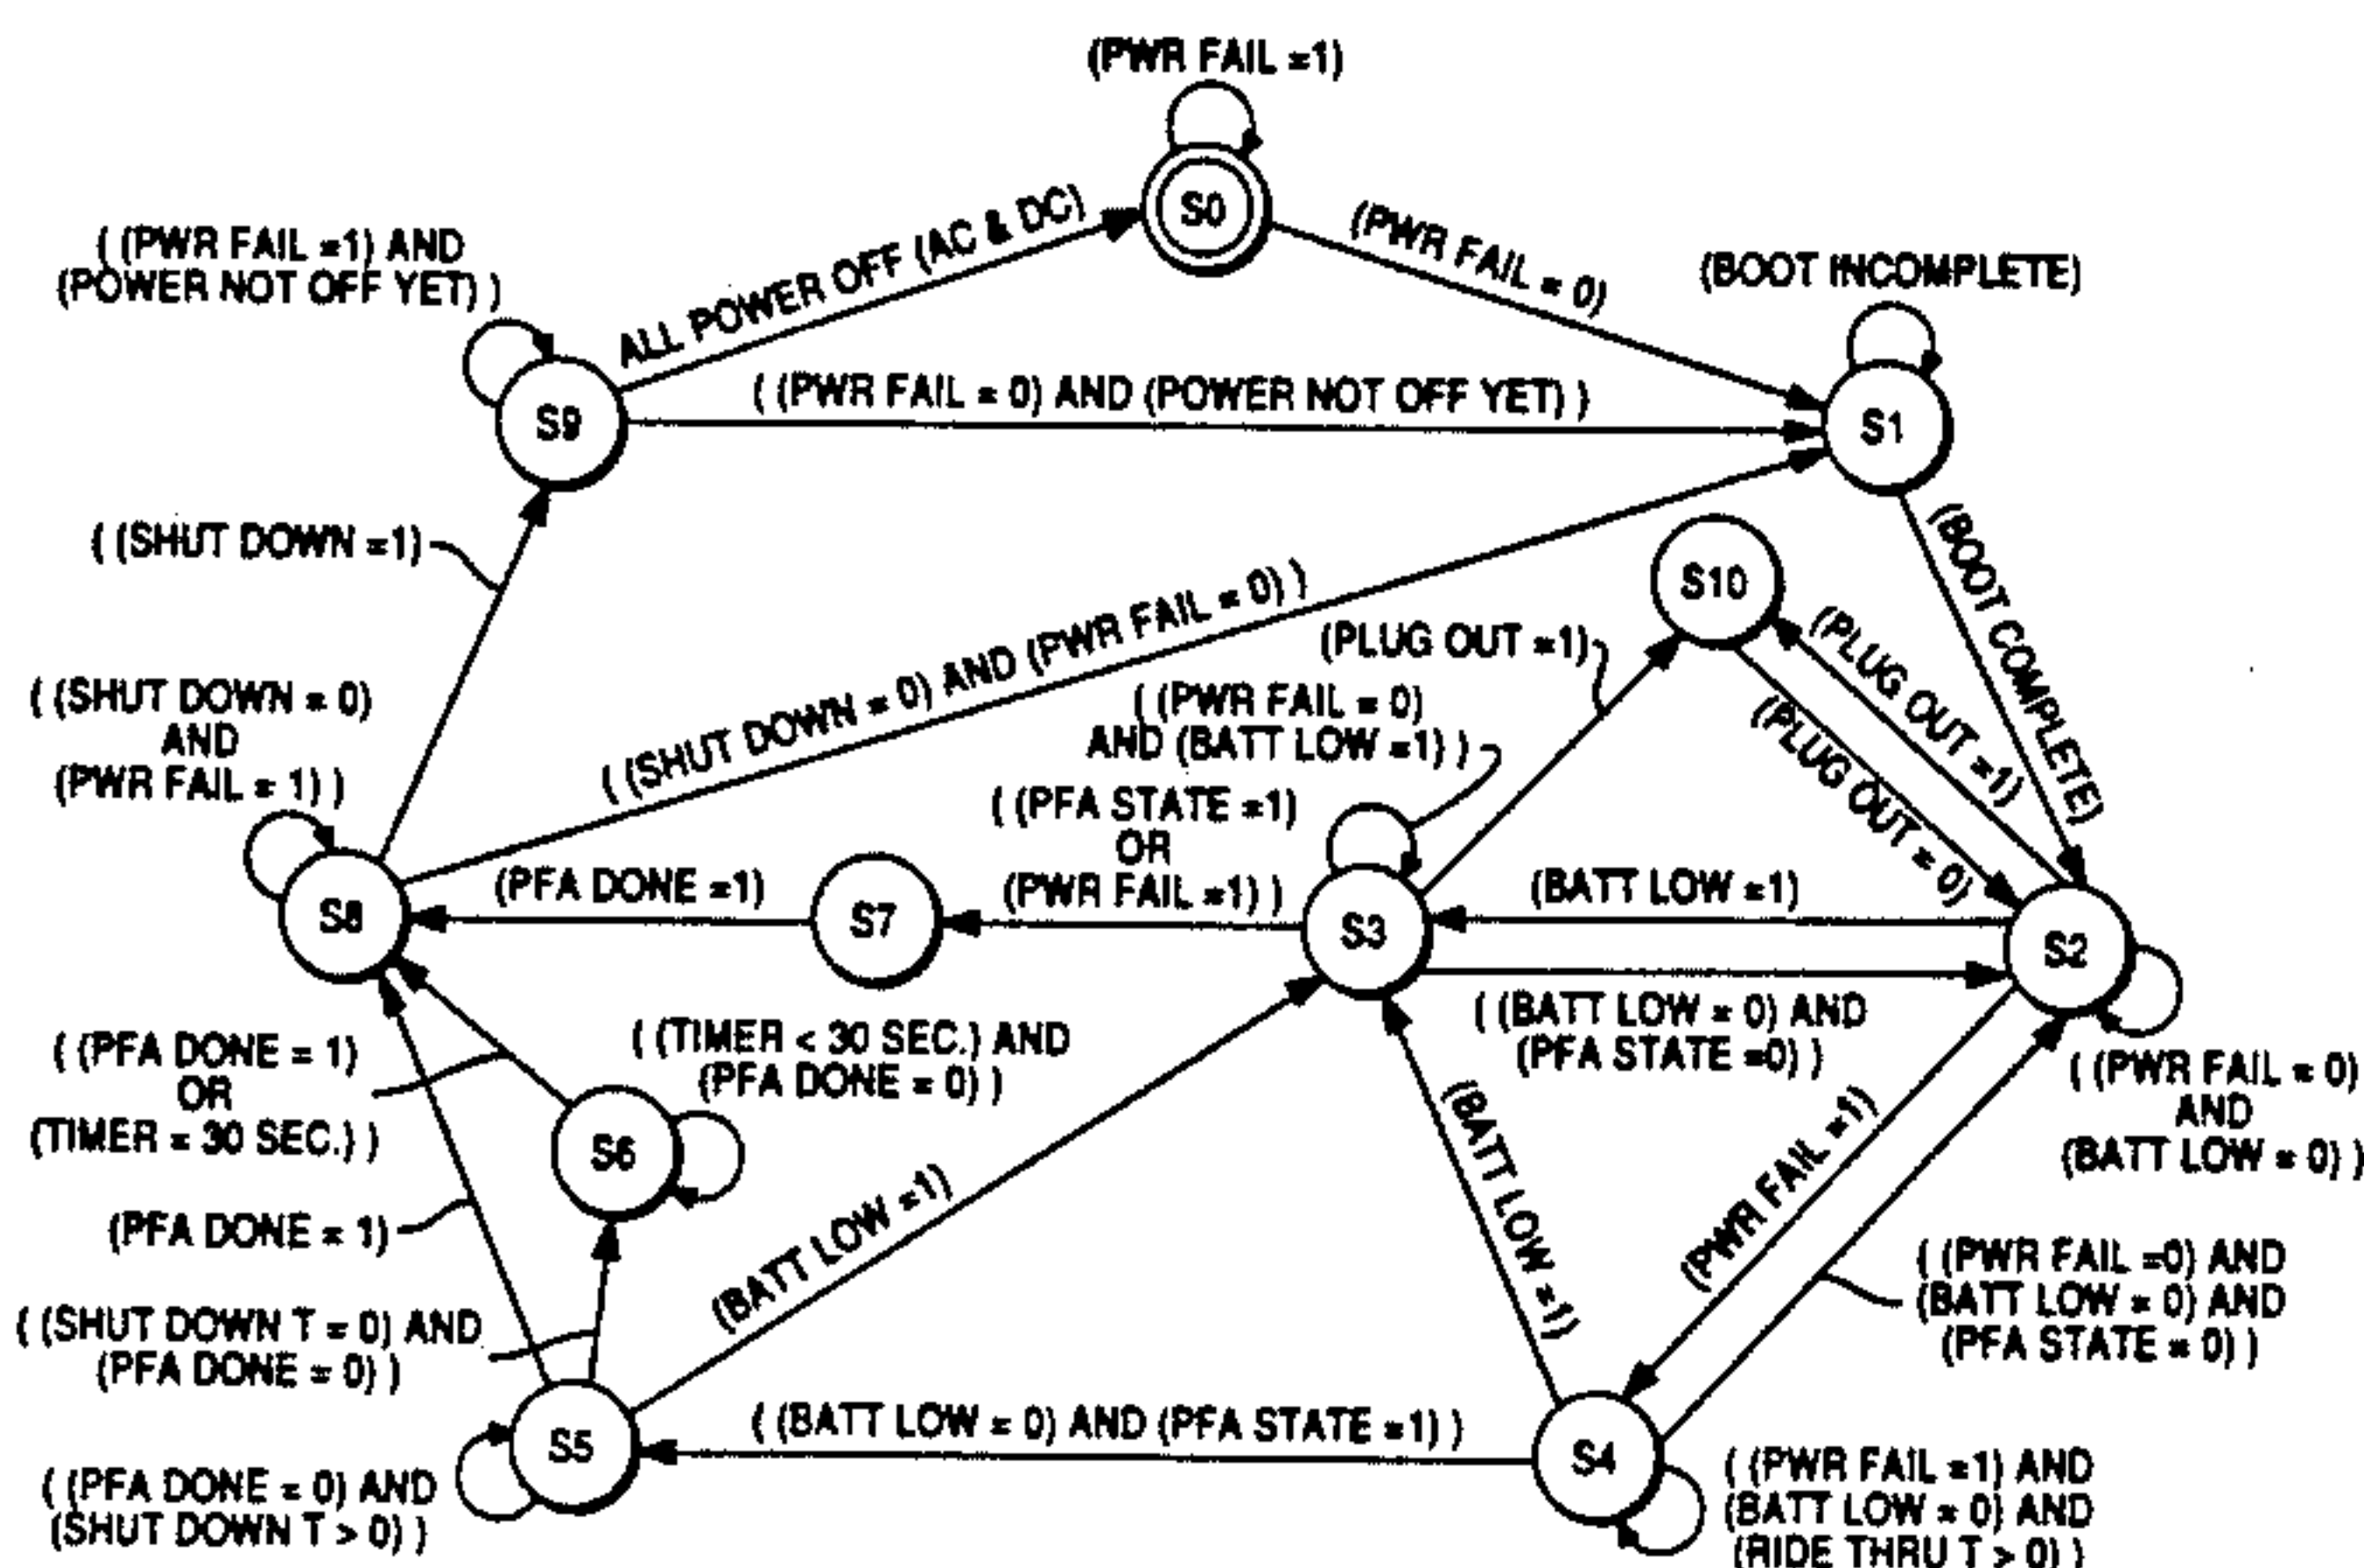 (PWR FAIL =1)
S0
(PWR FAIL = 0)
ALL POWER OFF (AC & DC)
( (PWR FAIL =1) AND
(POWER NOT OFF YET) )
(BOOT INCOMPLETE)
S9
( (PWR FAIL = 0) AND (POWER NOT OFF YET) )
S1
( (SHUT DOWN =1)
(BOOT COMPLETE)
S10
( (SHUT DOWN = 0) AND (PWR FAIL = 0) )
(PLUG OUT =1)
(PLUG OUT =1)
(PLUG OUT = 0)
( (SHUT DOWN = 0)
AND
(PWR FAIL = 1) )
( (PWR FAIL = 0)
AND (BATT LOW =1) )
( (PFA STATE =1)
OR
(PWR FAIL =1) )
S8
(PFA DONE =1)
S7
S3
(BATT LOW =1)
S2
( (BATT LOW = 0) AND
(PFA STATE =0) )
( (PWR FAIL = 0)
AND
(BATT LOW = 0) )
( (PFA DONE = 1)
OR
(TIMER = 30 SEC.) )
( (TIMER < 30 SEC.) AND
(PFA DONE = 0) )
S6
(PFA DONE = 1)
(BATT LOW =1)
(BATT LOW =1)
(PWR FAIL =1)
( (PWR FAIL =0) AND
(BATT LOW = 0) AND
(PFA STATE = 0) )
( (SHUT DOWN T = 0) AND
(PFA DONE = 0) )
S5
( (BATT LOW = 0) AND (PFA STATE =1) )
S4
( (PFA DONE = 0) AND
(SHUT DOWN T > 0) )
( (PWR FAIL =1) AND
(BATT LOW = 0) AND
(RIDE THRU T > 0) )